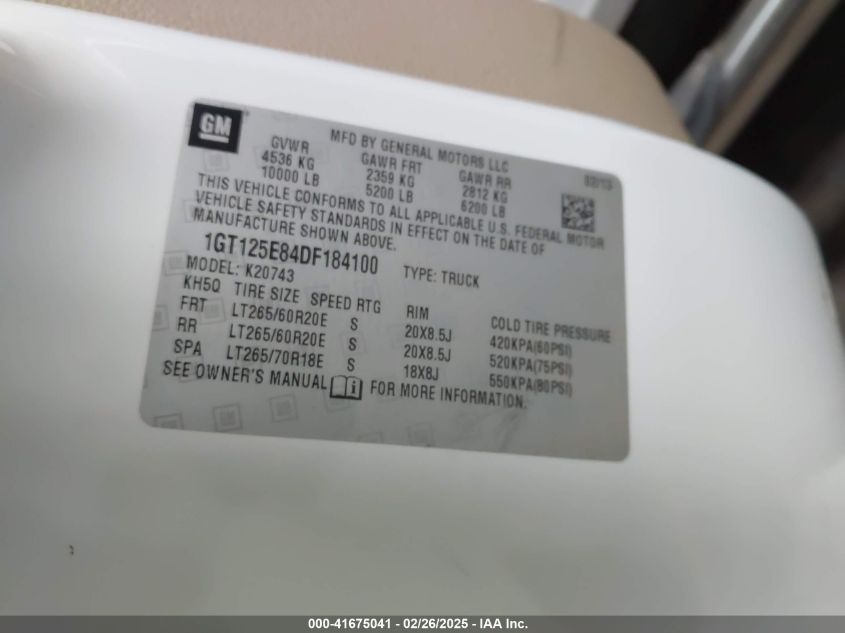 GM
MFD BY GENERAL MOTORS LLC 02/13
GVWR GAWR FRT GAWR RR
4536 KG 2359 KG 2812 KG
10000 LB 5200 LB 6200 LB
THIS VEHICLE CONFORMS TO ALL APPLICABLE U.S. FEDERAL MOTOR
VEHICLE SAFETY STANDARDS IN EFFECT ON THE DATE OF
MANUFACTURE SHOWN ABOVE.
1GT125E84DF184100 TYPE: TRUCK
MODEL: K20743
KH5Q TIRE SIZE SPEED RTG RIM COLD TIRE PRESSURE
FRT LT265/60R20E S 20X8.5J 420KPA(60PSI)
RR LT265/60R20E S 20X8.5J 520KPA(75PSI)
SPA LT265/70R18E S 18X8J 550KPA(80PSI)
SEE OWNER'S MANUAL FOR MORE INFORMATION.
000-41675041 - 02/26/2025 - IAA Inc.